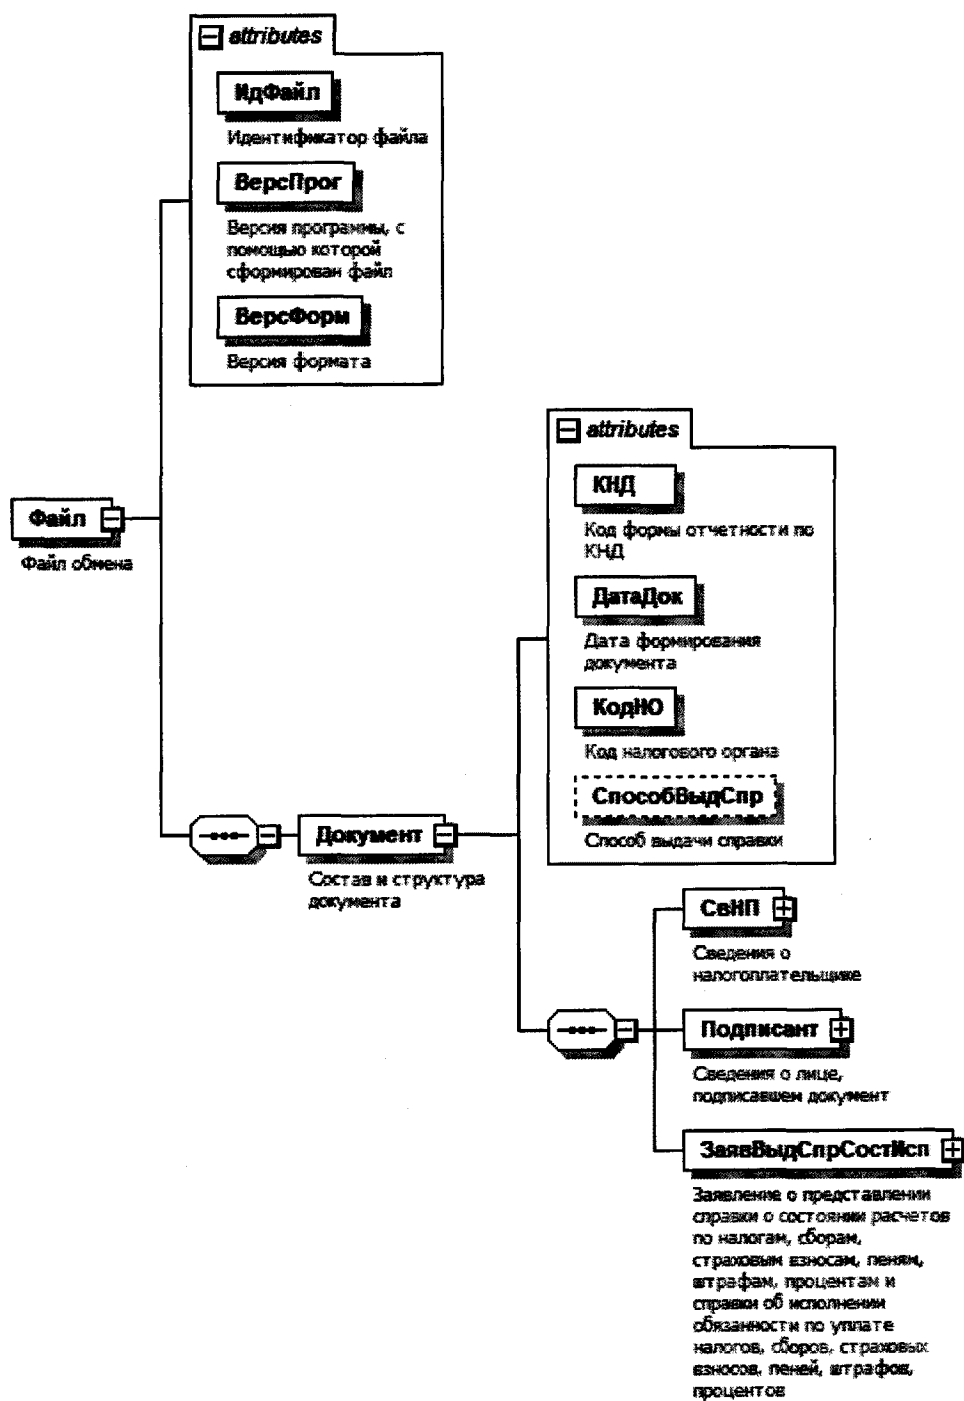 attributes
ИдФайл
Идентификатор файла
ВерсПрог
Версия программы, с
помощью которой
сформирован файл
ВерсФорм
Версия формата
Файл
Файл обмена
attributes
КНД
Код формы отчетности по
КНД
ДатаДок
Дата формирования
документа
КодНО
Код налогового органа
СпособВыдСпр
Способ выдачи справки
Документ
Состав и структура
документа
СвНП
Сведения о
налогоплательщике
Подписант
Сведения о лице,
подписавшем документ
ЗаявВыдСпрСостИсп
Заявление о представлении
справки о состоянии расчетов
по налогам, сборам,
страховым взносам, пеням,
штрафам, процентам и
справки об исполнении
обязанности по уплате
налогов, сборов, страховых
взносов, пеней, штрафов,
процентов